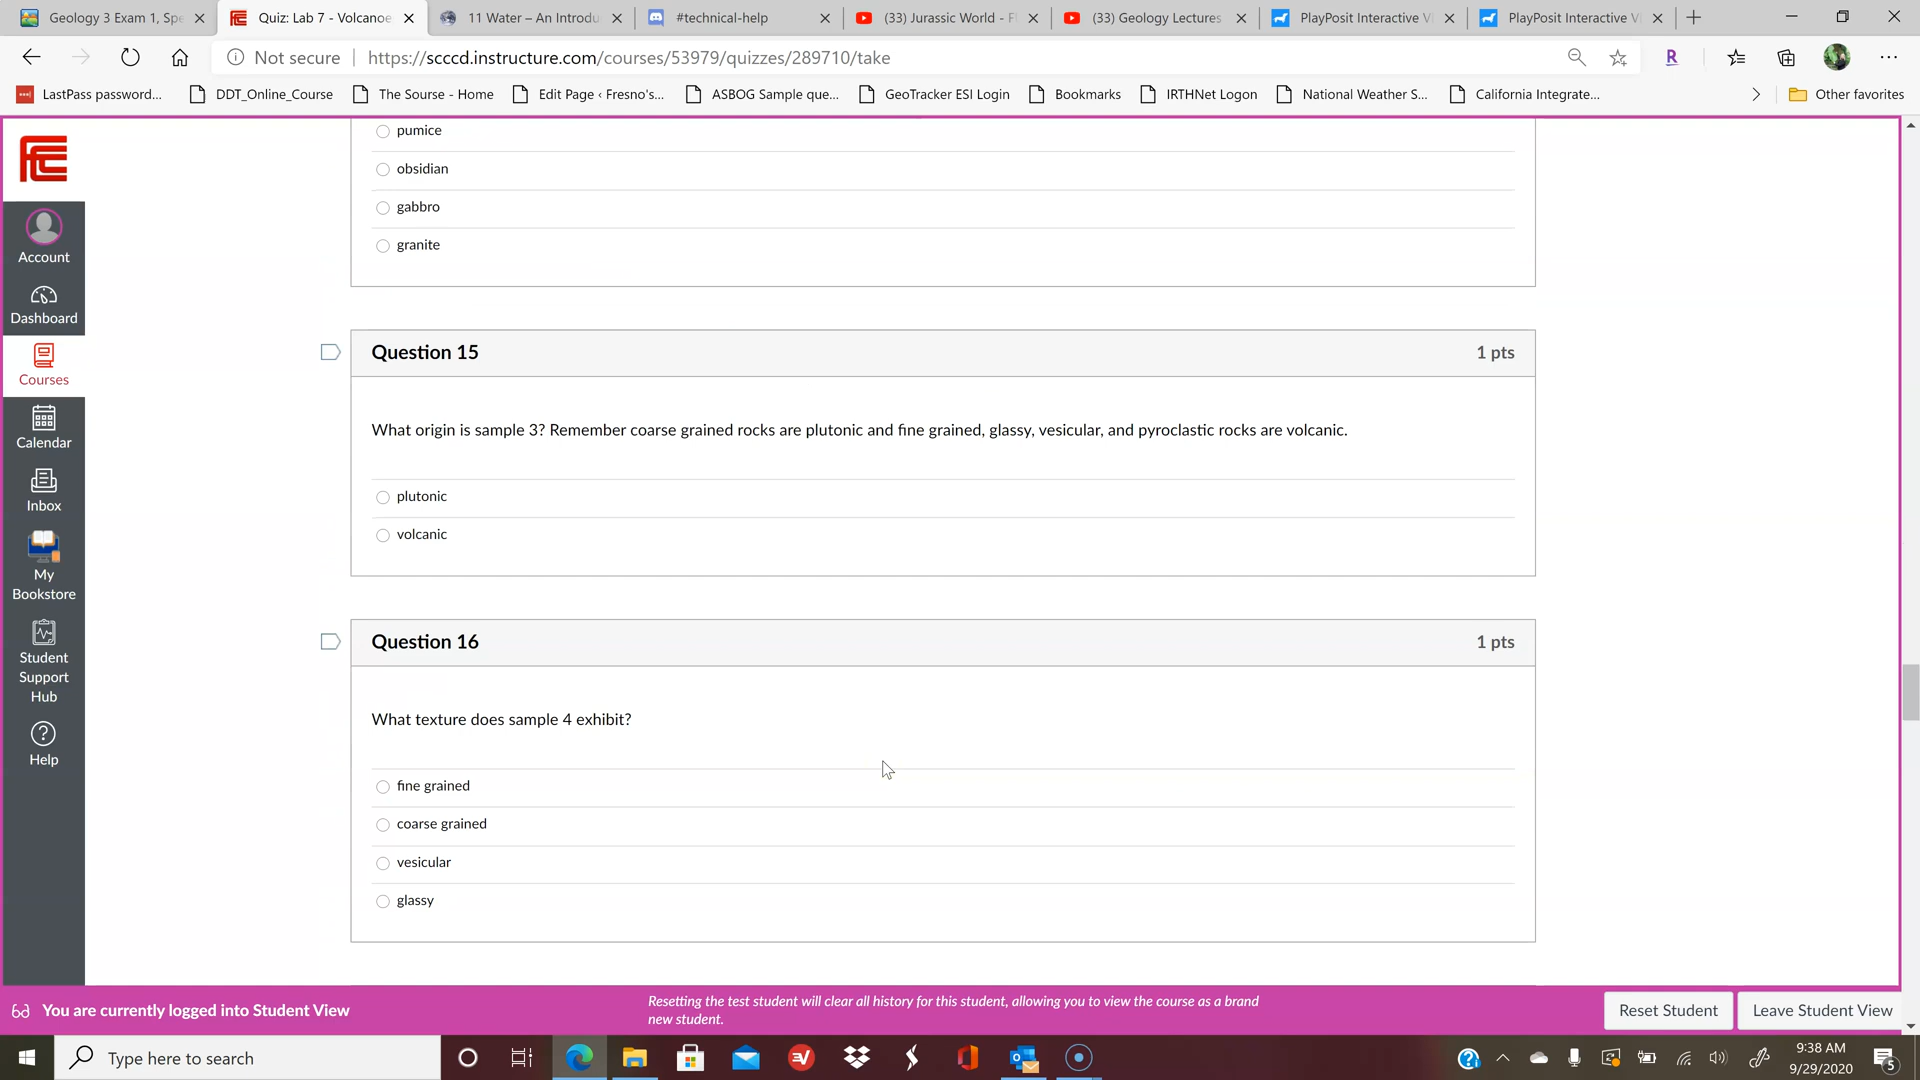 Geology 3 Exam 1, Spe
Quiz: Lab 7 - Volcanoe
11 Water – An Introdu
#technical-help
(33) Jurassic World - F
(33) Geology Lectures
PlayPosit Interactive V
PlayPosit Interactive V
Not secure
https://scccd.instructure.com/courses/53979/quizzes/289710/take
R
LastPass password...
DDT_Online_Course
The Sourse - Home
Edit Page ‹ Fresno's...
ASBOG Sample que...
GeoTracker ESI Login
Bookmarks
IRTHNet Logon
National Weather S...
California Integrate...
Other favorites
FCC
Account
Dashboard
Courses
Calendar
Inbox
My
Bookstore
Student
Support
Hub
Help
pumice
obsidian
gabbro
granite
Question 15
1 pts
What origin is sample 3? Remember coarse grained rocks are plutonic and fine grained, glassy, vesicular, and pyroclastic rocks are volcanic.
plutonic
volcanic
Question 16
1 pts
What texture does sample 4 exhibit?
fine grained
coarse grained
vesicular
glassy
You are currently logged into Student View
Resetting the test student will clear all history for this student, allowing you to view the course as a brand
new student.
Reset Student
Leave Student View
Type here to search
9:38 AM
9/29/2020
5